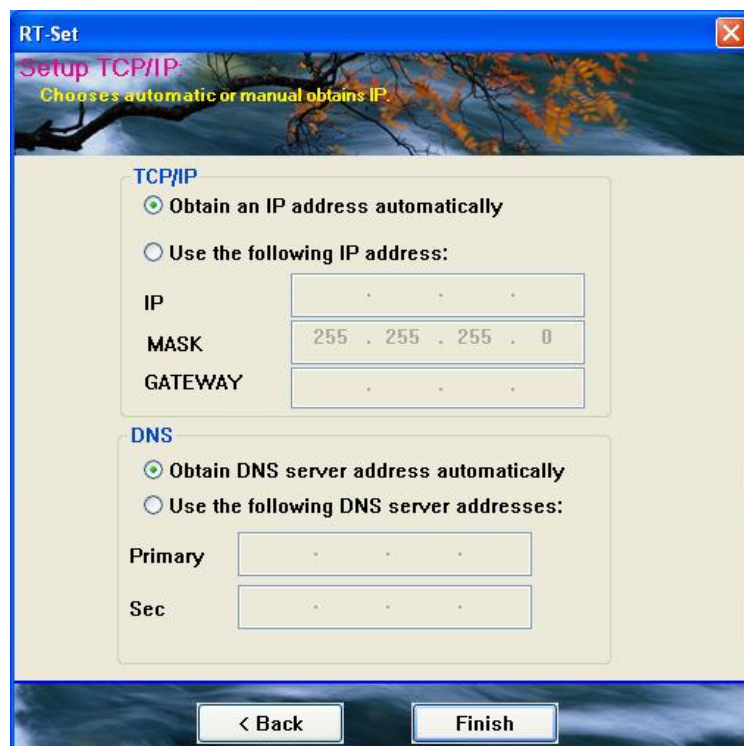 RT-Set
Setup TCP/IP
Chooses automatic or manual obtains IP.
TCP/IP
Obtain an IP address automatically
Use the following IP address:
IP . . .
MASK 255 . 255 . 255 . 0
GATEWAY . . .
DNS
Obtain DNS server address automatically
Use the following DNS server addresses:
Primary . . .
Sec . . .
< Back Finish